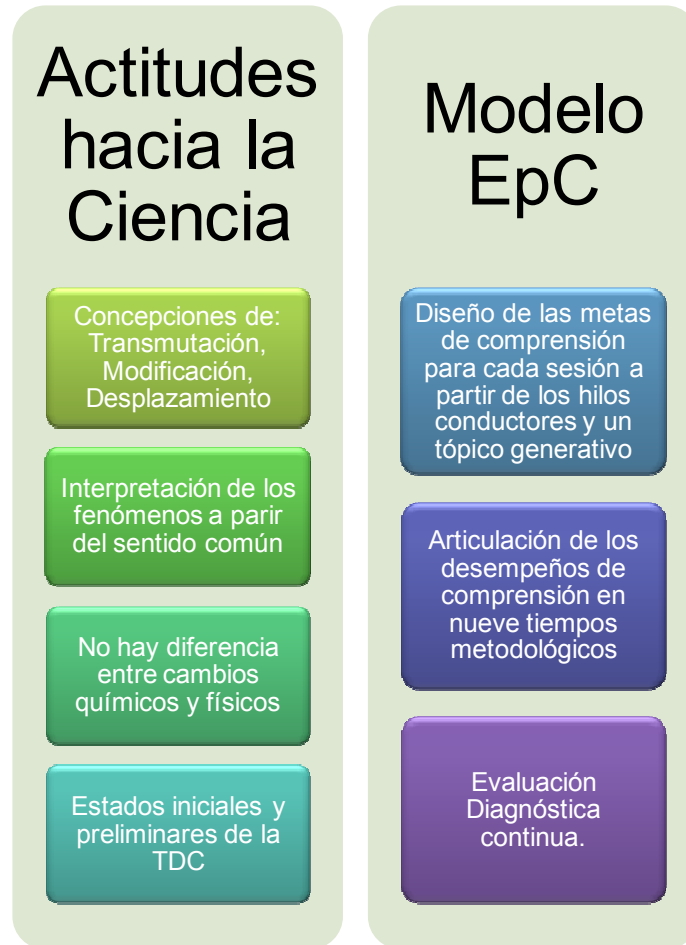 Actitudes
hacia la
Ciencia
Concepciones de:
Transmutación,
Modificación,
Desplazamiento
Interpretación de los
fenómenos a parir
del sentido común
No hay diferencia
entre cambios
químicos y físicos
Estados iniciales y
preliminares de la
TDC
Modelo
EpC
Diseño de las metas
de comprensión
para cada sesión a
partir de los hilos
conductores y un
tópico generativo
Articulación de los
desempeños de
comprensión en
nueve tiempos
metodológicos
Evaluación
Diagnóstica
continua.